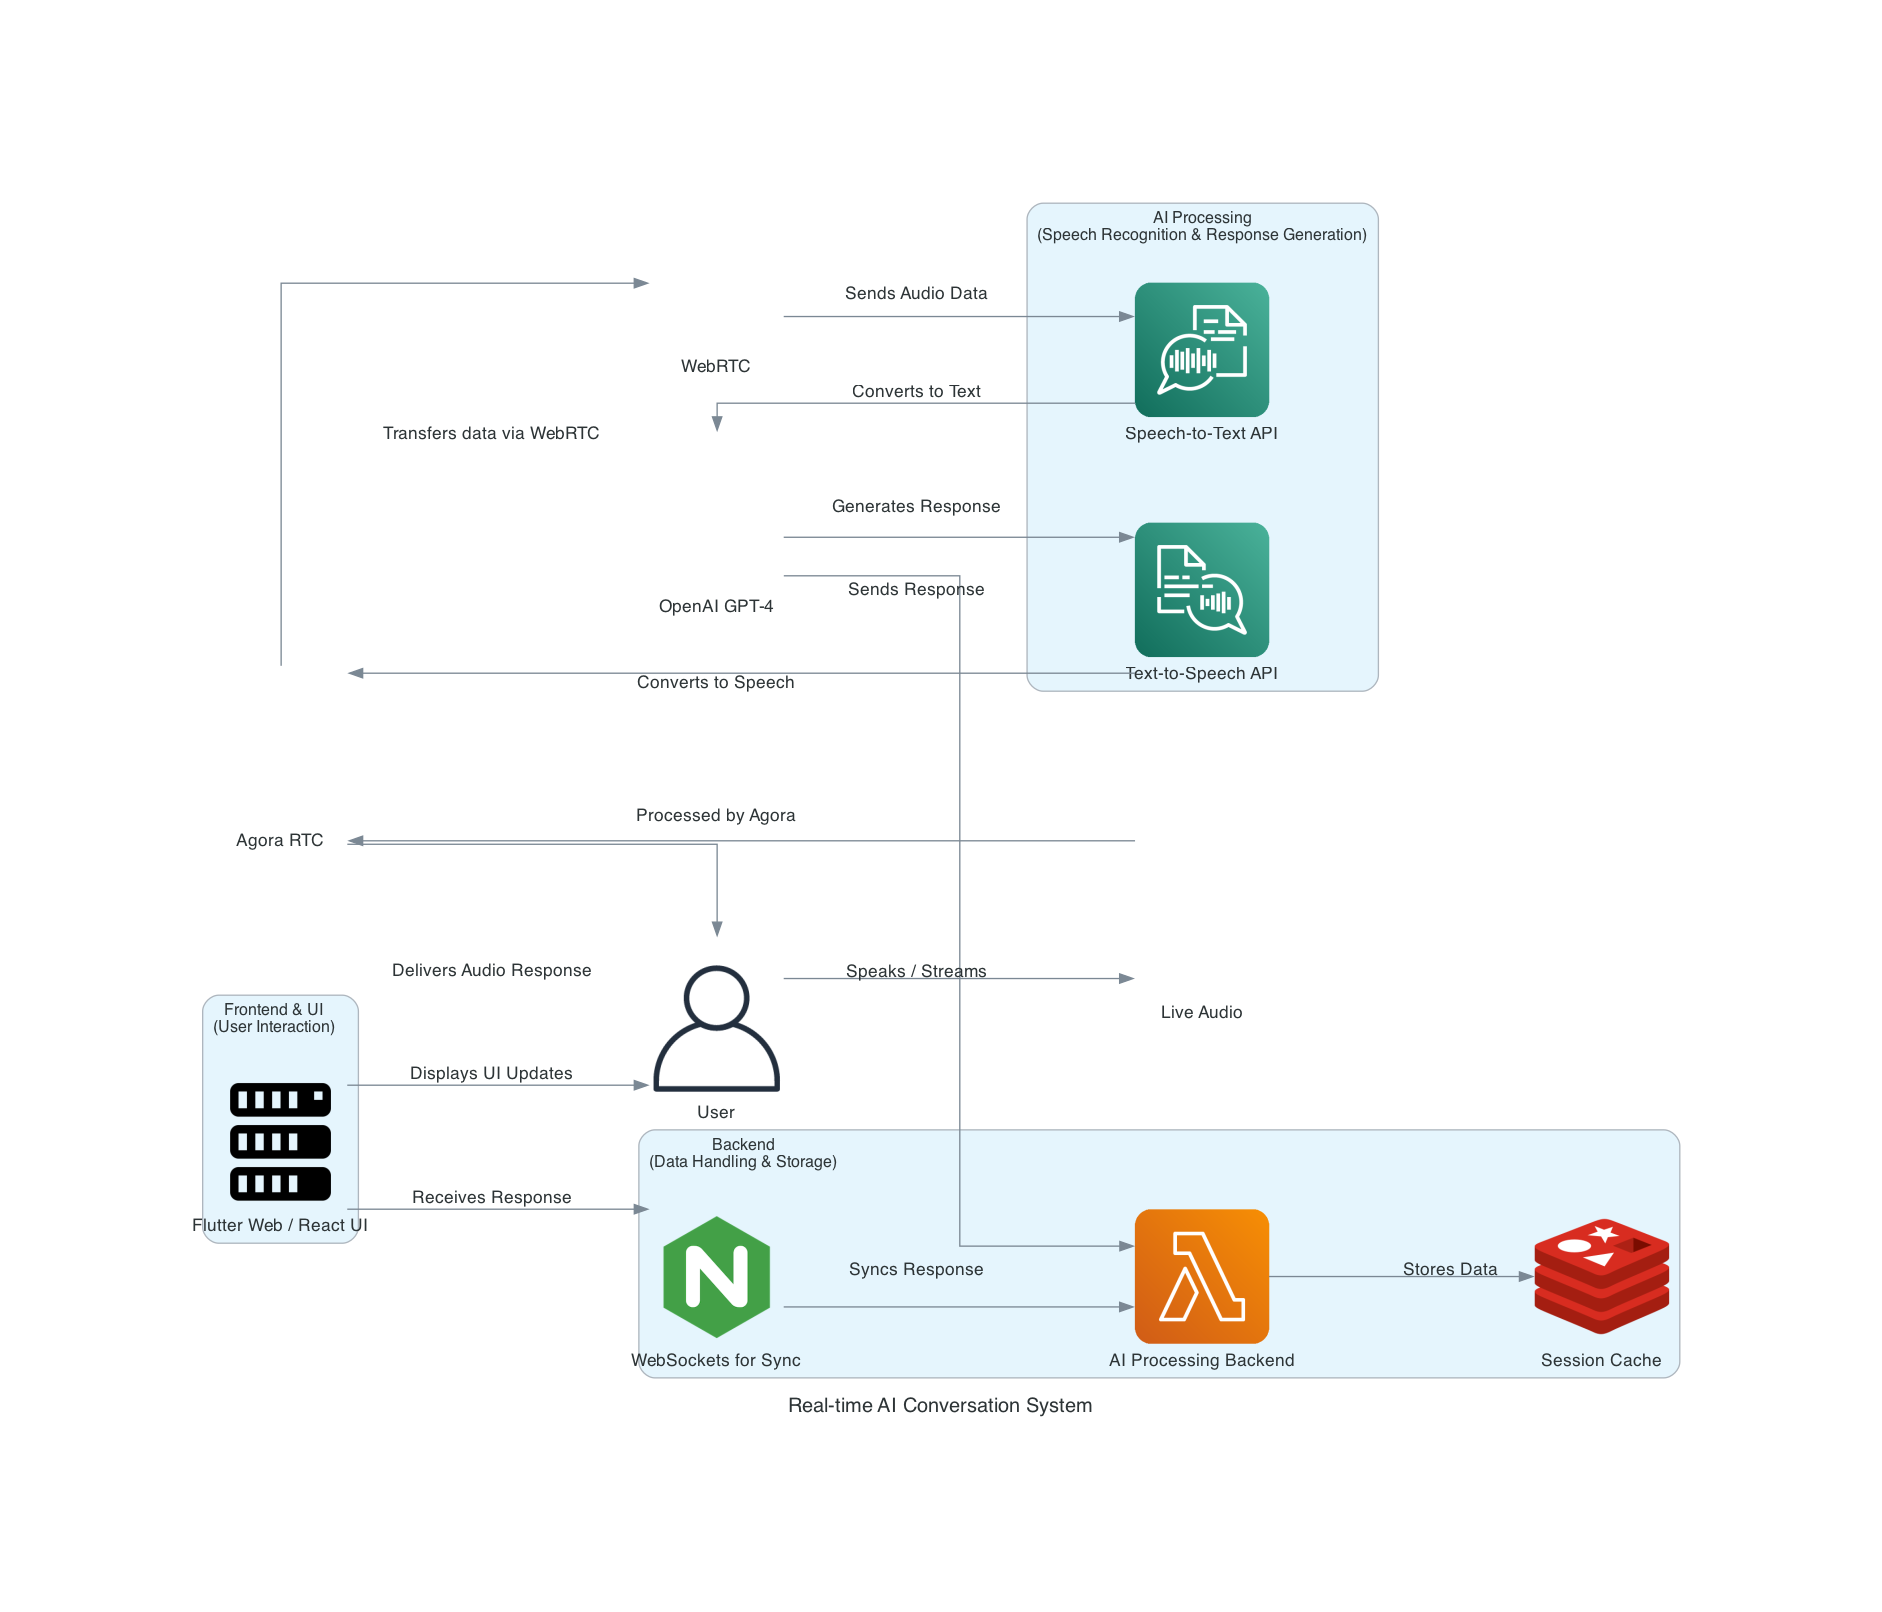 AI Processing
(Speech Recognition & Response Generation)
Sends Audio Data
WebRTC
Converts to Text
Transfers data via WebRTC
Speech-to-Text API
Generates Response
Sends Response
OpenAI GPT-4
Text-to-Speech API
Converts to Speech
Processed by Agora
Agora RTC
Delivers Audio Response
Speaks / Streams
Live Audio
Frontend & UI
(User Interaction)
Displays UI Updates
User
Backend
(Data Handling & Storage)
Receives Response
Flutter Web / React UI
Syncs Response
Stores Data
WebSockets for Sync
AI Processing Backend
Session Cache
Real-time AI Conversation System